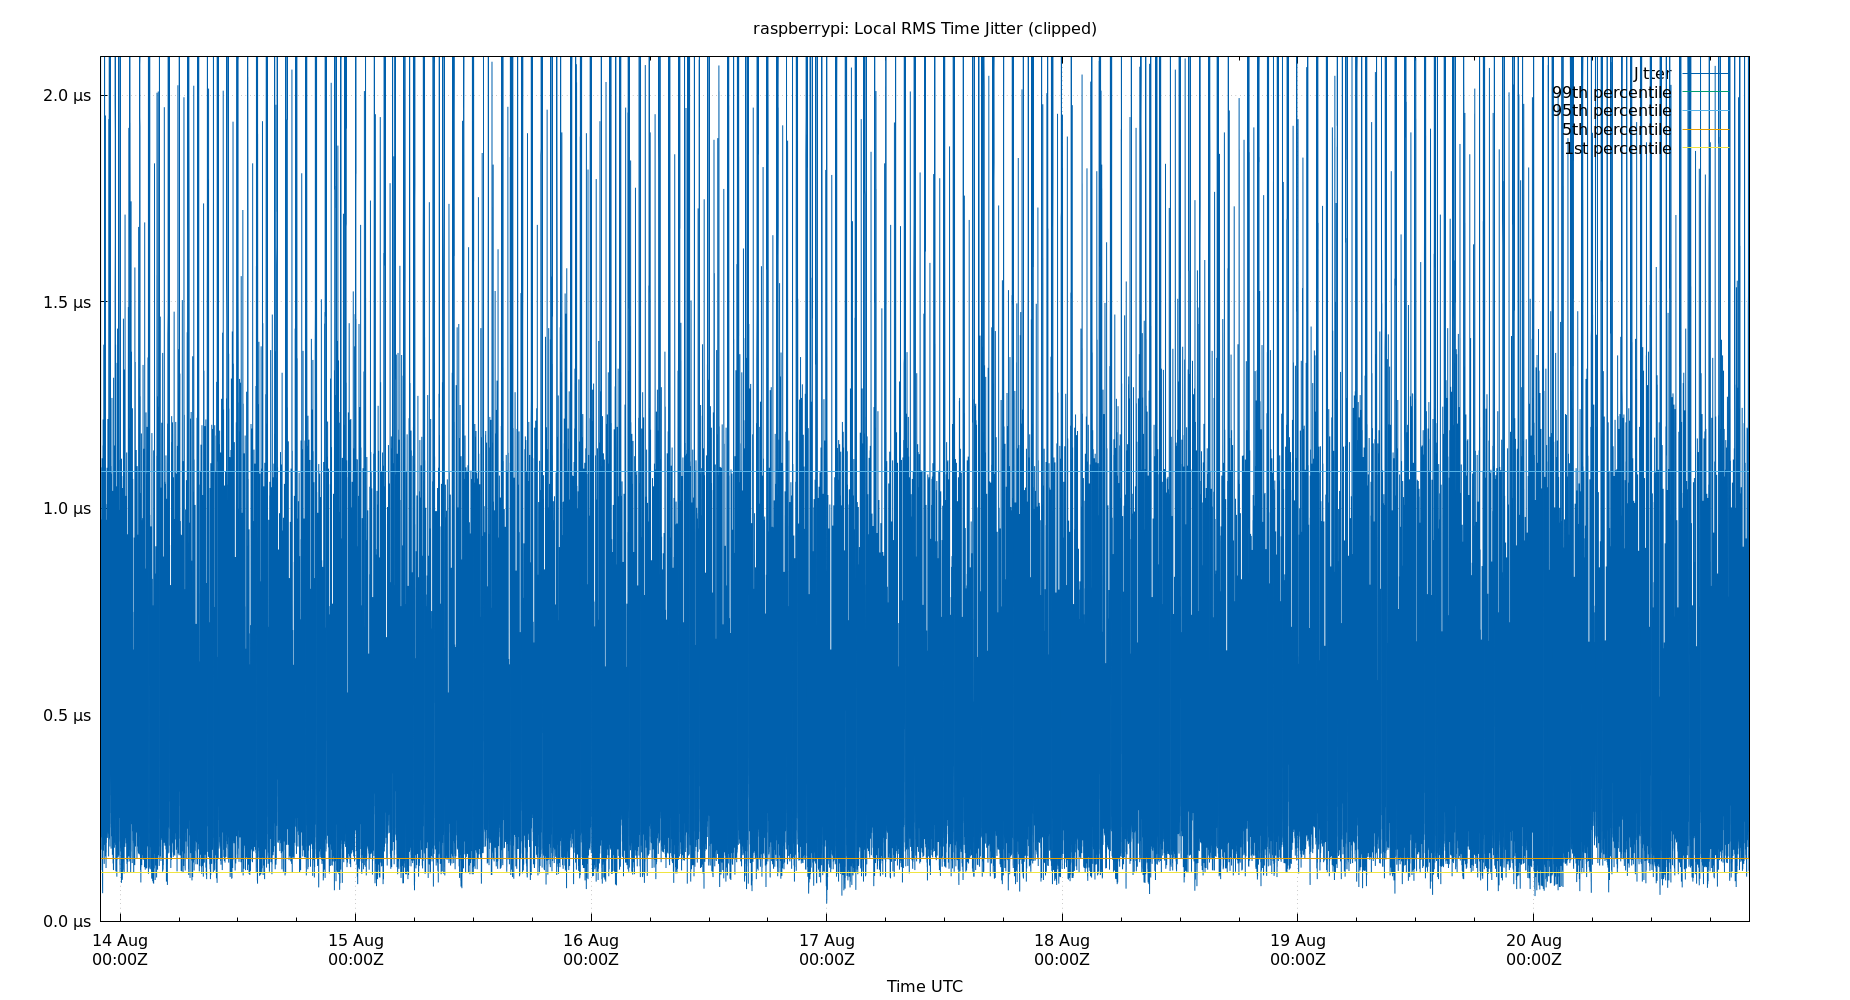 raspberrypi: Local RMS Time Jitter (clipped)
Jitter
99th percentile
95th percentile
5th percentile
1st percentile
2.0 µs
1.5 µs
1.0 µs
0.5 µs
0.0 µs
14 Aug 15 Aug 16 Aug 17 Aug 18 Aug 19 Aug 20 Aug
00:00Z 00:00Z 00:00Z 00:00Z 00:00Z 00:00Z 00:00Z
Time UTC